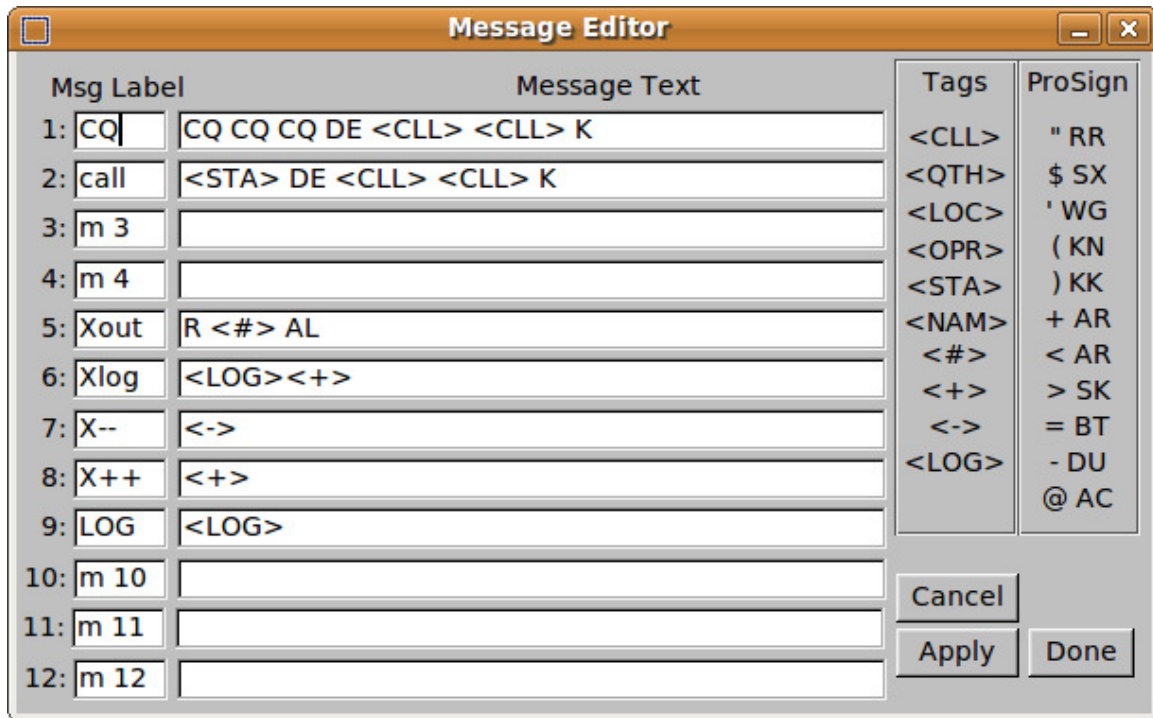 Message Editor
Msg Label Message Text Tags ProSign
1: CQ CQ CQ CQ DE <CLL> <CLL> K
2: call <STA> DE <CLL> <CLL> K
3: m 3
4: m 4
5: Xout R <#> AL
6: Xlog <LOG><+>
7: X-- <->
8: X++ <+>
9: LOG <LOG>
10: m 10
11: m 11
12: m 12
<CLL> " RR
<QTH> $ SX
<LOC> ' WG
<OPR> ( KN
<STA> ) KK
<NAM> + AR
<#> < AR
<+> > SK
<-> = BT
<LOG> - DU
@ AC
Cancel
Apply Done